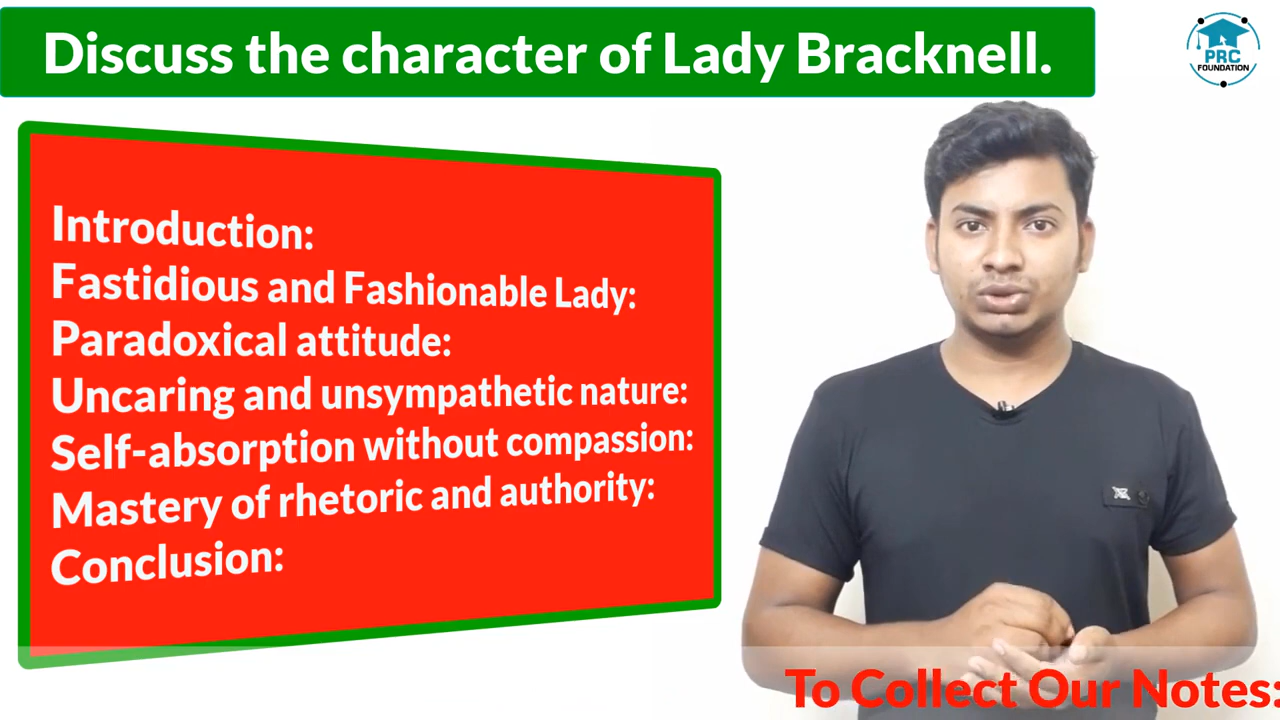 Discuss the character of Lady Bracknell.
PRC
FOUNDATION
Introduction:
Fastidious and Fashionable Lady:
Paradoxical attitude:
Uncaring and unsympathetic nature:
Self-absorption without compassion:
Mastery of rhetoric and authority:
Conclusion:
To Collect Our Notes: